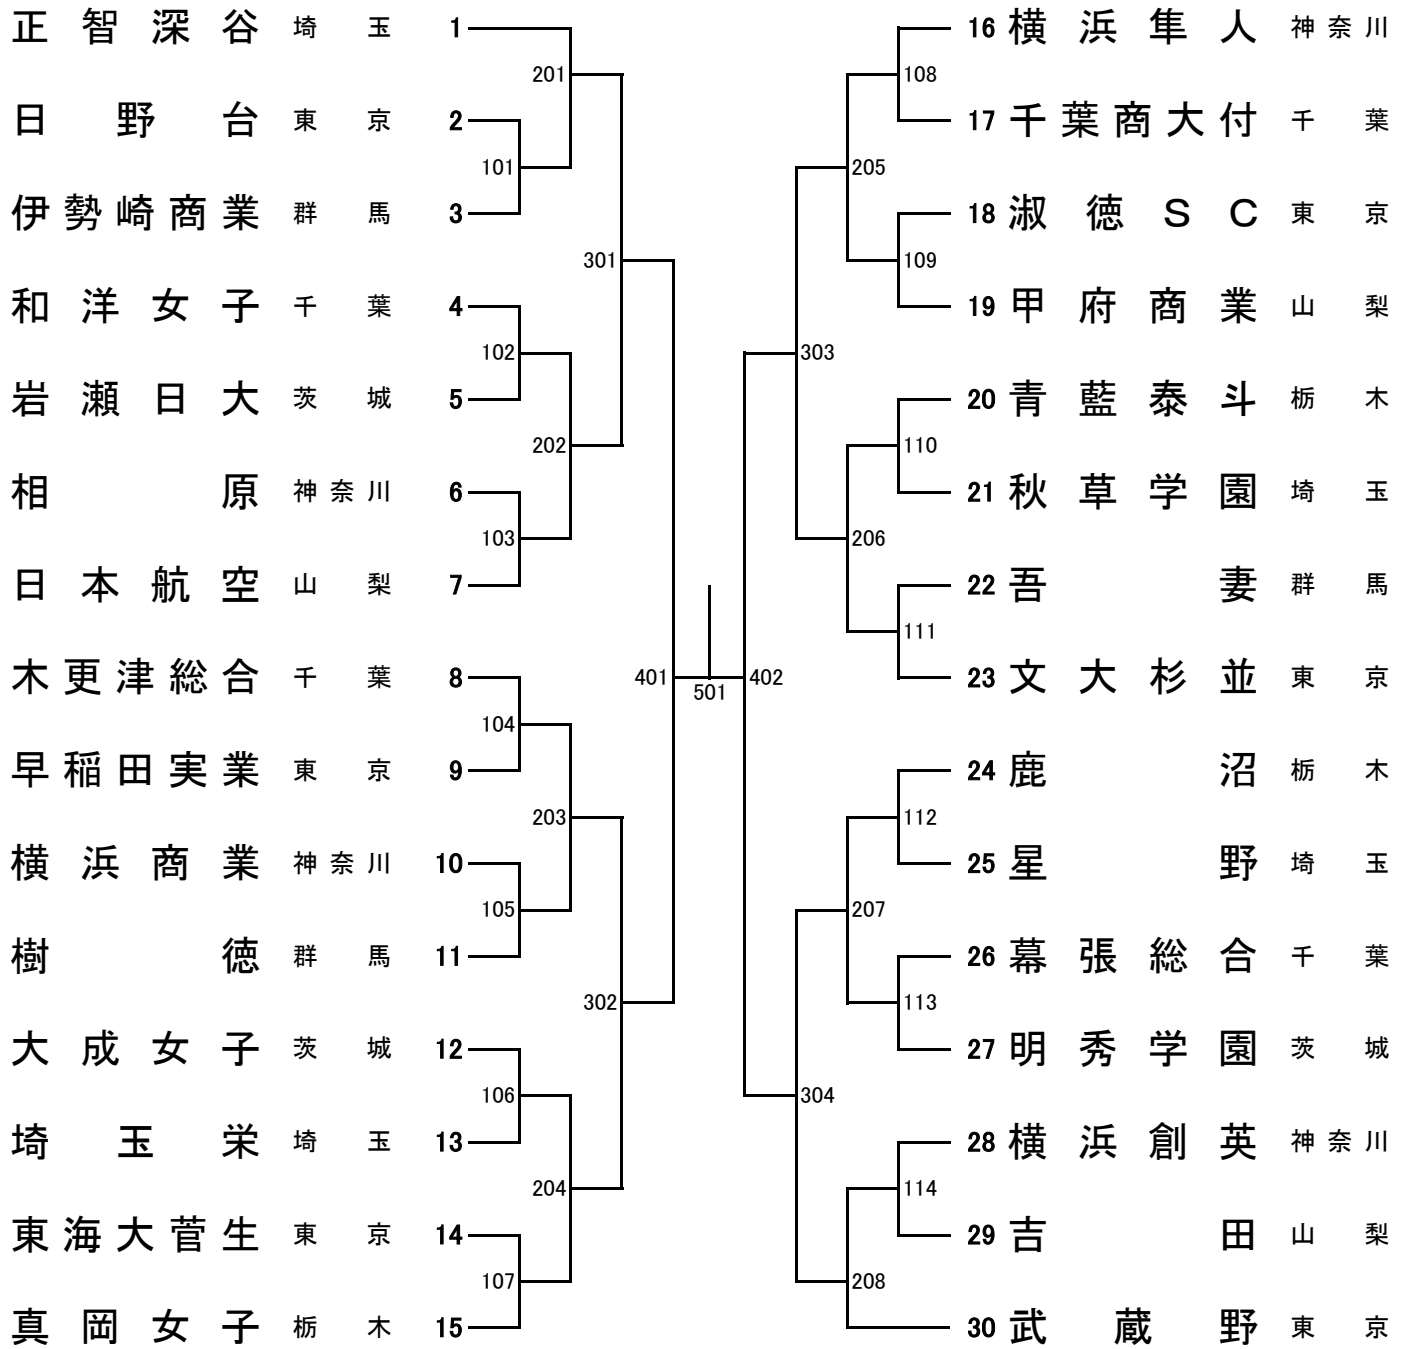 正智深谷 埼玉 1
201
日野台 東京 2
101
伊勢崎商業 群馬 3
301
和洋女子 千葉 4
102
岩瀬日大 茨城 5
202
相原 神奈川 6
103
日本航空 山梨 7
401
木更津総合 千葉 8
104
早稲田実業 東京 9
203
横浜商業 神奈川 10
105
樹徳 群馬 11
302
大成女子 茨城 12
106
埼玉栄 埼玉 13
204
東海大菅生 東京 14
107
真岡女子 栃木 15
501
16 横浜隼人 神奈川
108
17 千葉商大付 千葉
205
18 淑徳SC 東京
109
19 甲府商業 山梨
303
20 青藍泰斗 栃木
110
21 秋草学園 埼玉
206
22 吾妻 群馬
111
23 文大杉並 東京
402
24 鹿沼 栃木
112
25 星野 埼玉
207
26 幕張総合 千葉
113
27 明秀学園 茨城
304
28 横浜創英 神奈川
114
29 吉田 山梨
208
30 武蔵野 東京